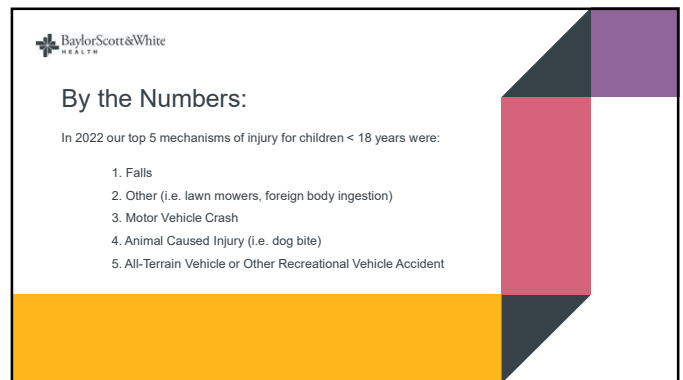 BaylorScott&White
HEALTH
By the Numbers:
In 2022 our top 5 mechanisms of injury for children < 18 years were:
1. Falls
2. Other (i.e. lawn mowers, foreign body ingestion)
3. Motor Vehicle Crash
4. Animal Caused Injury (i.e. dog bite)
5. All-Terrain Vehicle or Other Recreational Vehicle Accident